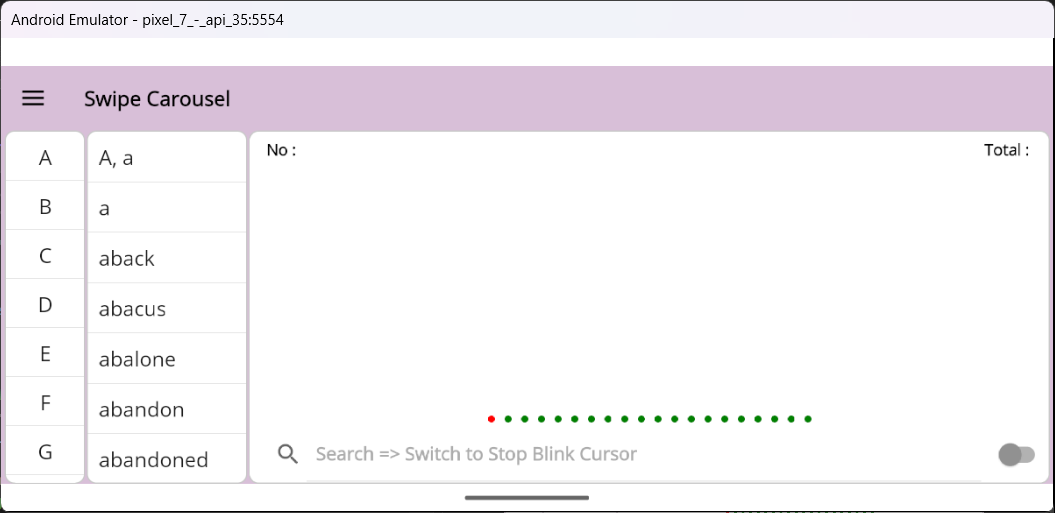 Android Emulator - pixel_7_-_api_35:5554
Swipe Carousel
A
B
C
D
E
F
G
A, a
a
aback
abacus
abalone
abandon
abandoned
No :
Total :
Search => Switch to Stop Blink Cursor